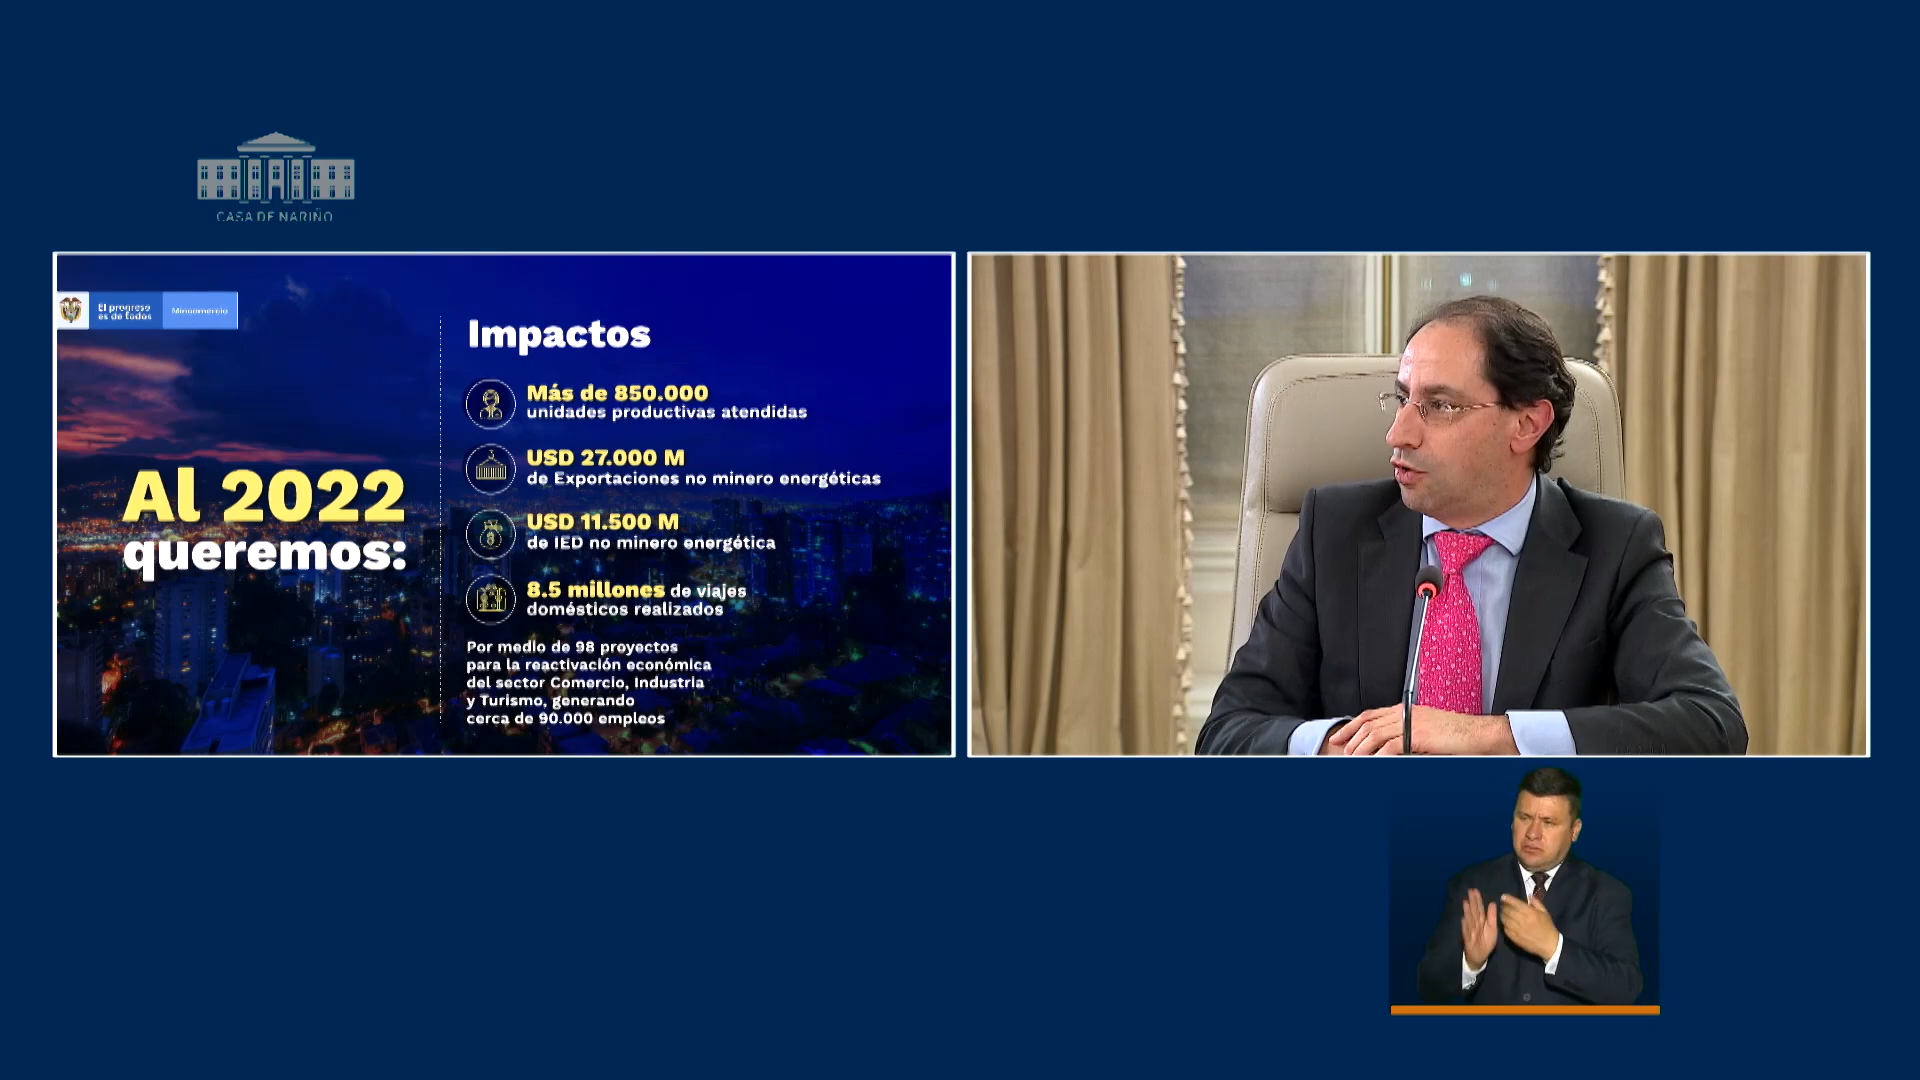 CASA DE NARIÑO
El progreso
es de todos
Mincomercio
Al 2022
queremos:
Impactos
Más de 850.000
unidades productivas atendidas
USD 27.000 M
de Exportaciones no minero energéticas
USD 11.500 M
de IED no minero energética
8.5 millones de viajes
domésticos realizados
Por medio de 98 proyectos
para la reactivación económica
del sector Comercio, Industria
y Turismo, generando
cerca de 90.000 empleos